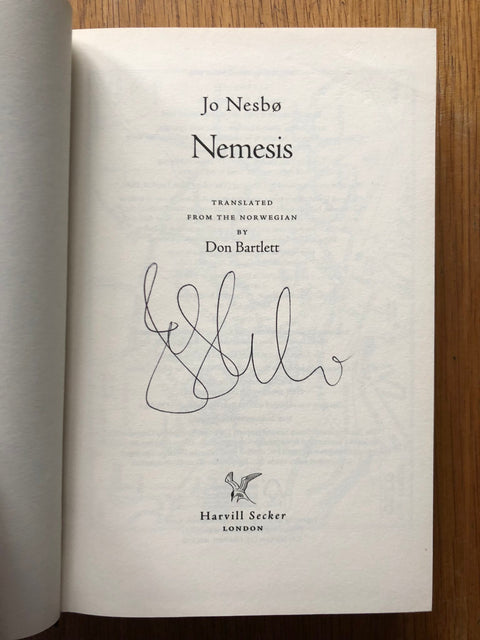 Jo Nesbø
Nemesis
TRANSLATED
FROM THE NORWEGIAN
BY
Don Bartlett
Harvill Secker
LONDON